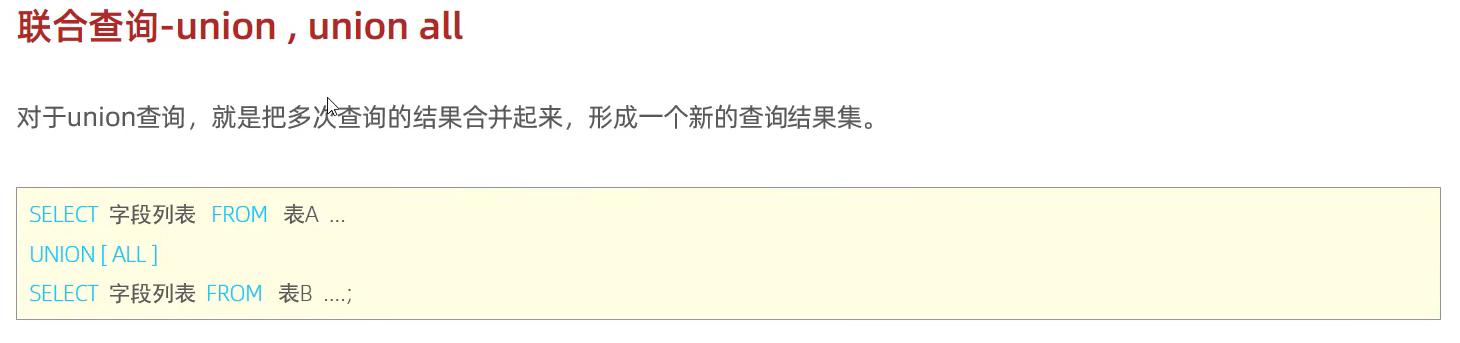 联合查询-union , union all
对于union查询，就是把多次查询的结果合并起来，形成一个新的查询结果集。
SELECT 字段列表 FROM 表A ...
UNION [ ALL ]
SELECT 字段列表 FROM 表B ....;